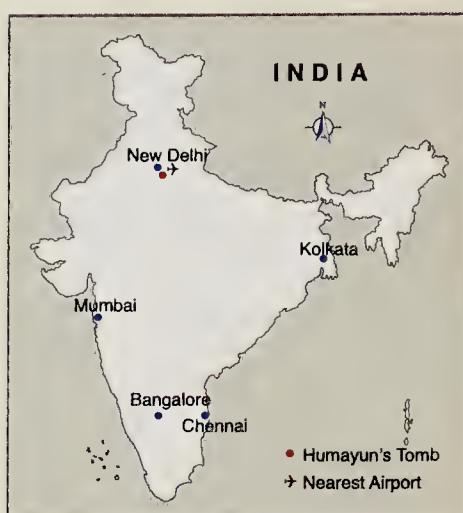 INDIA
N
New Delhi
Kolkata
Mumbai
Bangalore
Chennai
Humayun's Tomb
Nearest Airport